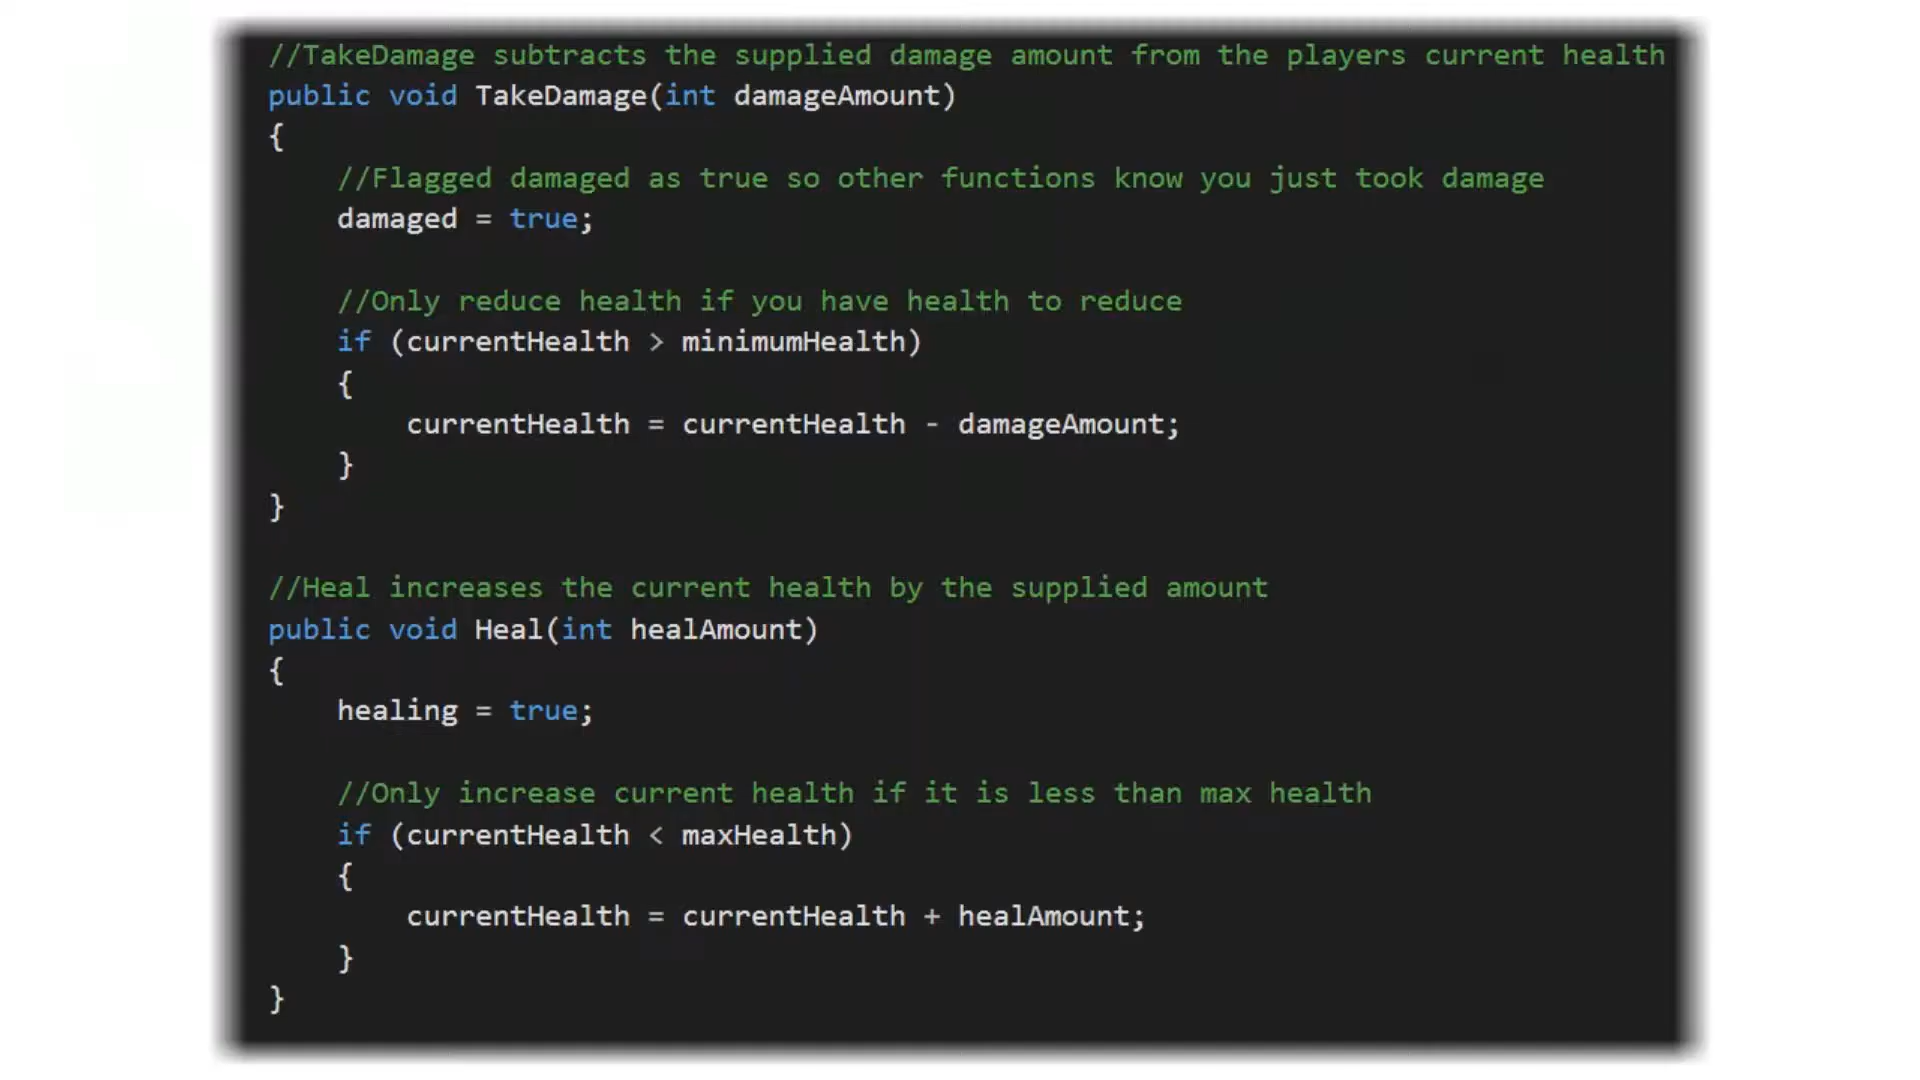 //TakeDamage subtracts the supplied damage amount from the players current health
public void TakeDamage(int damageAmount)
{
    //Flagged damaged as true so other functions know you just took damage
    damaged = true;

    //Only reduce health if you have health to reduce
    if (currentHealth > minimumHealth)
    {
        currentHealth = currentHealth - damageAmount;
    }
}

//Heal increases the current health by the supplied amount
public void Heal(int healAmount)
{
    healing = true;

    //Only increase current health if it is less than max health
    if (currentHealth < maxHealth)
    {
        currentHealth = currentHealth + healAmount;
    }
}